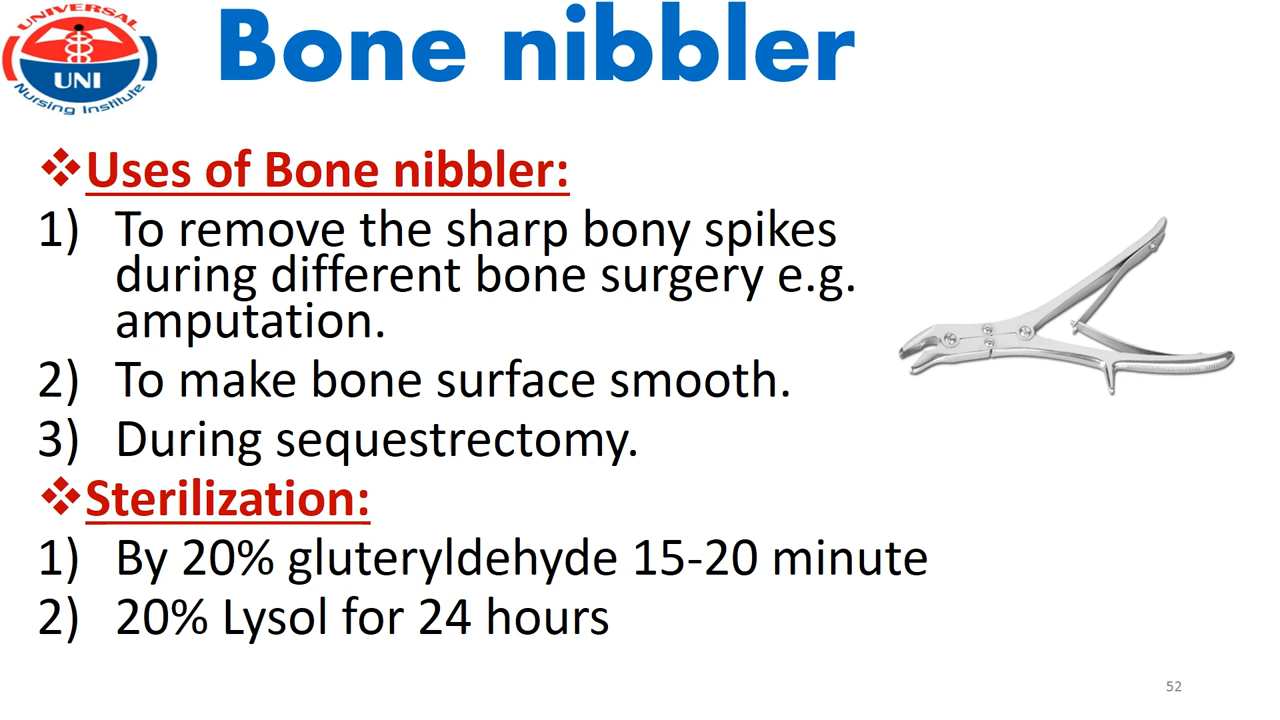 UNIVERSAL
UNI
Nursing Institute
Bone nibbler
❖Uses of Bone nibbler:
1) To remove the sharp bony spikes
during different bone surgery e.g.
amputation.
2) To make bone surface smooth.
3) During sequestrectomy.
❖Sterilization:
1) By 20% gluteryldehyde 15-20 minute
2) 20% Lysol for 24 hours
52